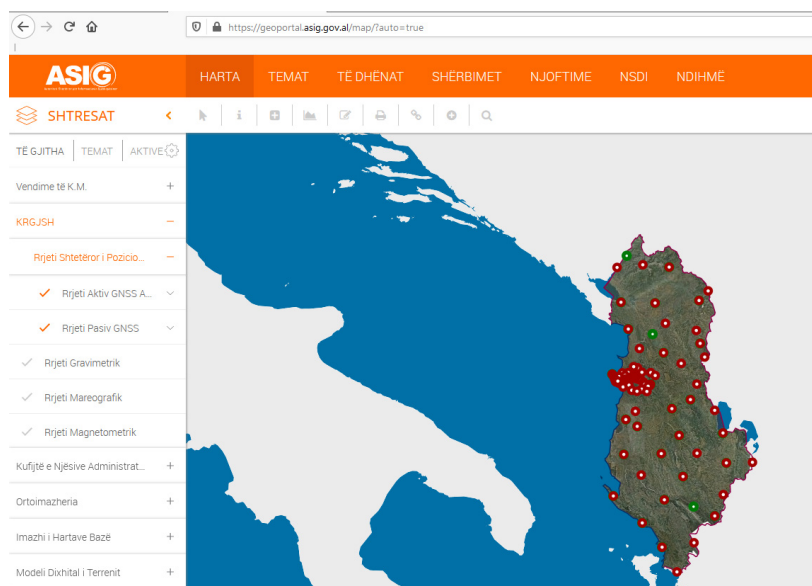 https://geoportal.asig.gov.al/map/?auto=true
ASIG
HARTA TEMAT TË DHËNAT SHËRBIMET NJOFTIME NSDI NDIHMË
SHTRESAT
TË GJITHA TEMAT AKTIVE
Vendime të K.M.
KRGJSH
Rrjeti Shtetëror i Pozicio...
Rrjeti Aktiv GNSS A...
Rrjeti Pasiv GNSS
Rrjeti Gravimetrik
Rrjeti Mareografik
Rrjeti Magnetometrik
Kufijtë e Njësive Administrat...
Ortoimazheria
Imazhi i Hartave Bazë
Modeli Dixhital i Terrenit